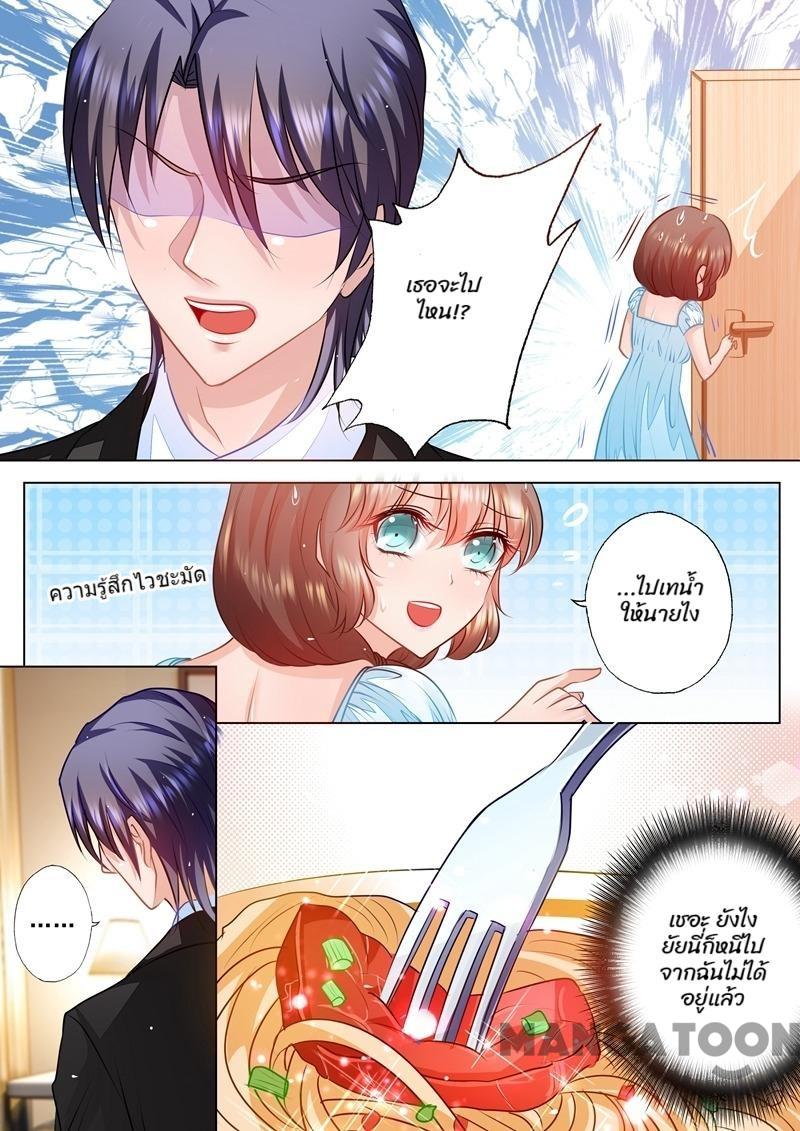 เธอจะไป
ไหน!?
ความรู้สึกไวชะมัด
...ไปเทน้ำ
ให้นายไง
......
เชอะ ยังไง
ยัยนี่ก็หนีไป
จากฉันไม่ได้
อยู่แล้ว
MANGATOON